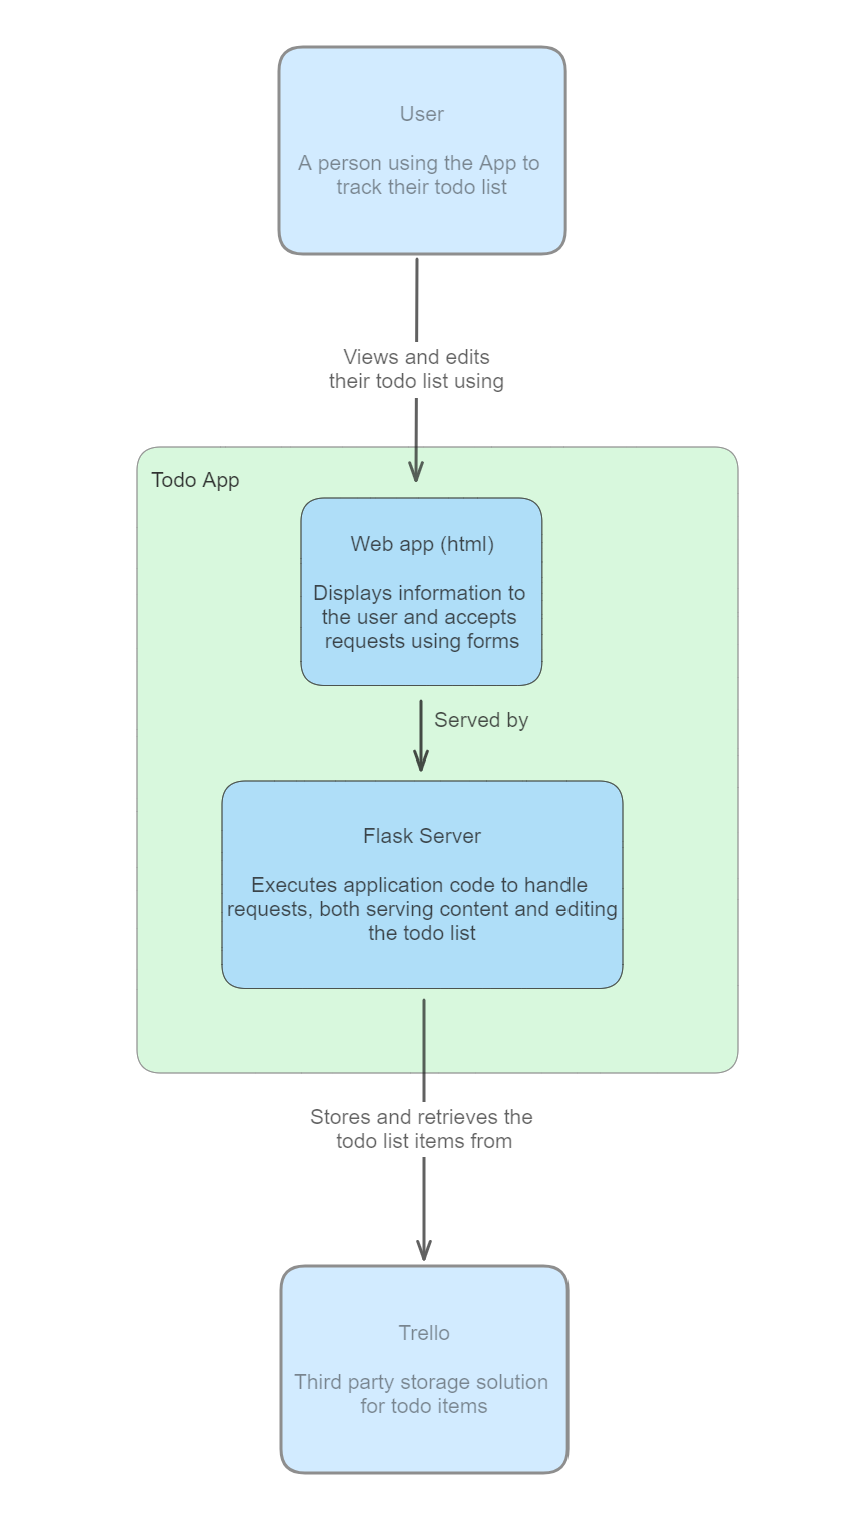 User
A person using the App to
track their todo list
Views and edits
their todo list using
Todo App
Web app (html)
Displays information to
the user and accepts
requests using forms
Served by
Flask Server
Executes application code to handle
requests, both serving content and editing
the todo list
Stores and retrieves the
todo list items from
Trello
Third party storage solution
for todo items